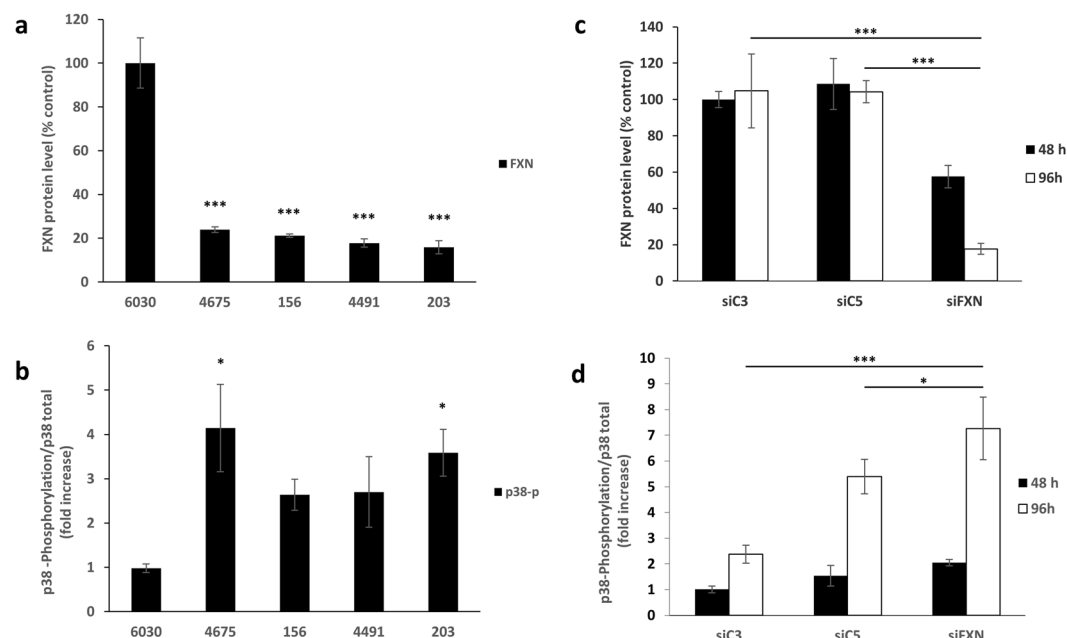 a
FXN protein level (% control)
120
100
80
60
40
20
0
***
***
***
***
6030 4675 156 4491 203
FXN
b
p38 -Phosphorylation/p38 total
(fold increase)
6
5
4
3
2
1
0
*
*
6030 4675 156 4491 203
p38-p
c
FXN protein level (% control)
140
120
100
80
60
40
20
0
***
***
siC3 siC5 siFXN
48 h
96h
d
p38-Phosphorylation/p38 total
(fold increase)
10
9
8
7
6
5
4
3
2
1
0
***
*
siC3 siC5 siFXN
48 h
96h